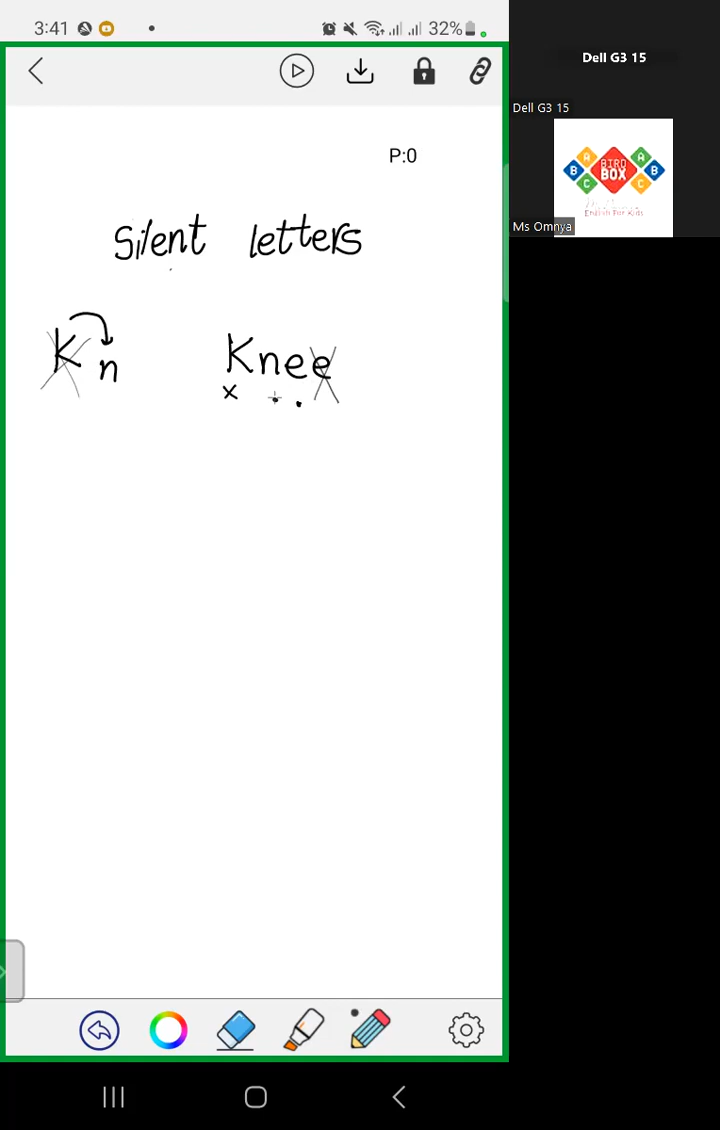 3:41 32%
Dell G3 15
Dell G3 15
P:0
A A
BIRD
B BOX B
C C
English For Kids
Ms Omnya
Silent letters
K n Knee